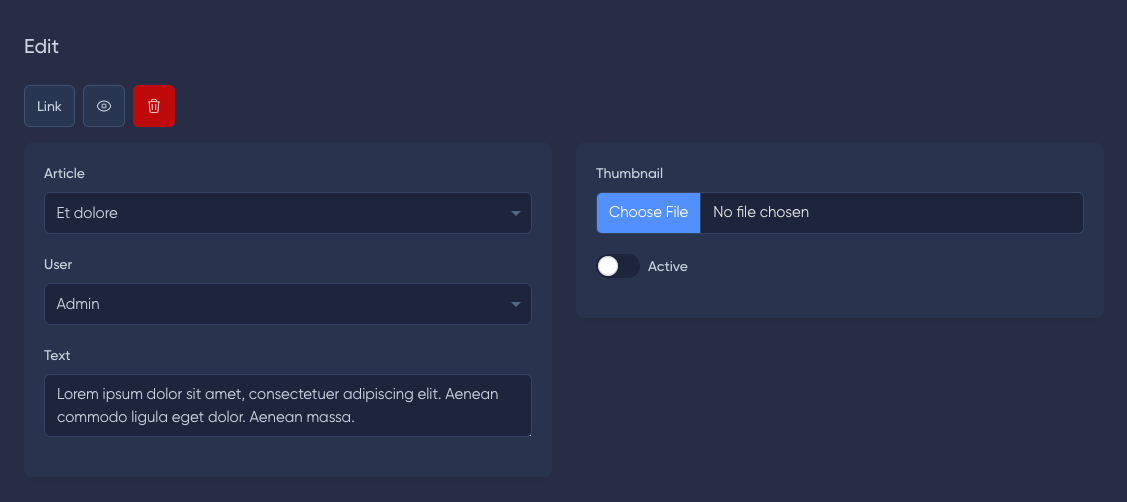 Edit
Link
Article
Et dolore
User
Admin
Text
Lorem ipsum dolor sit amet, consectetuer adipiscing elit. Aenean
commodo ligula eget dolor. Aenean massa.
Thumbnail
Choose File No file chosen
Active